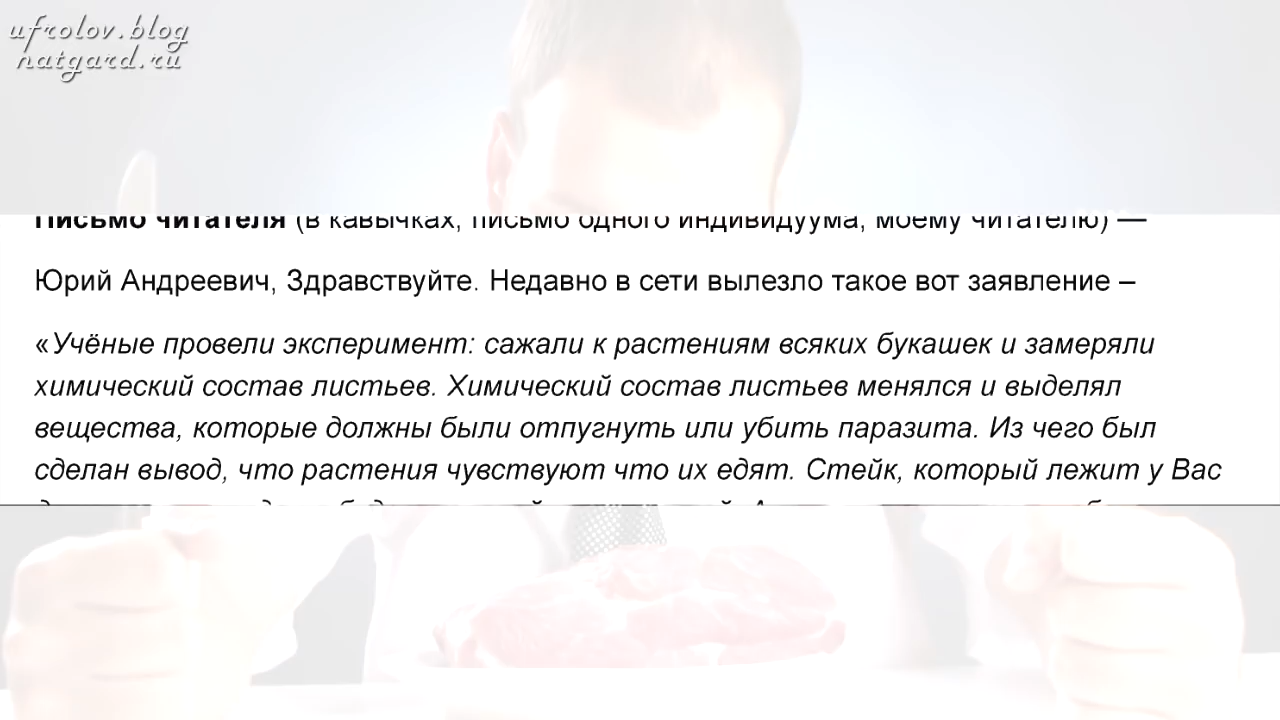 ufrolov.blog
natgard.ru
Письмо читателя (в кавычках, письмо одного индивидуума, моему читателю) —
Юрий Андреевич, Здравствуйте. Недавно в сети вылезло такое вот заявление –
«Учёные провели эксперимент: сажали к растениям всяких букашек и замеряли
химический состав листьев. Химический состав листьев менялся и выделял
вещества, которые должны были отпугнуть или убить паразита. Из чего был
сделан вывод, что растения чувствуют что их едят. Стейк, который лежит у Вас